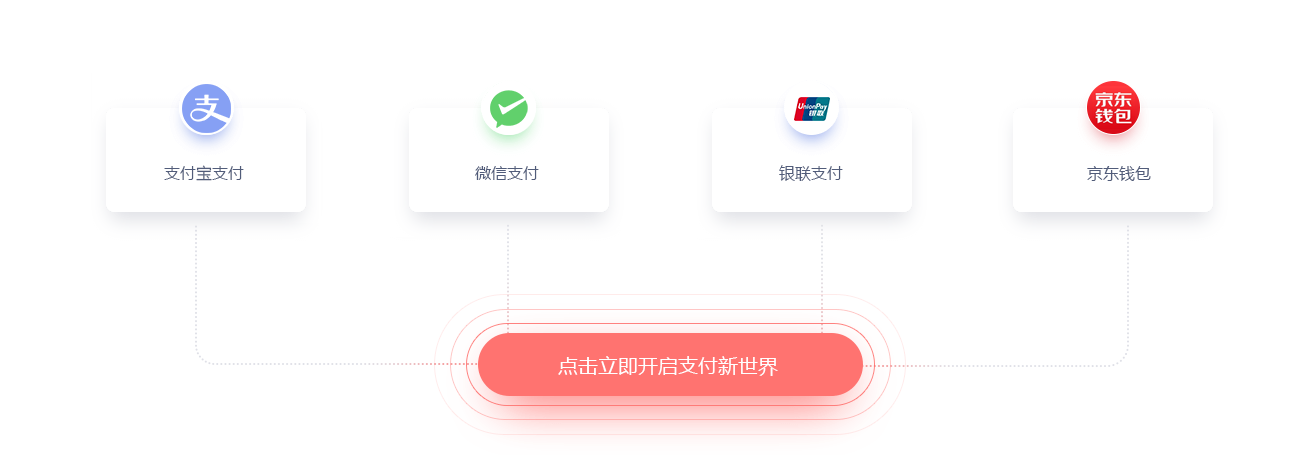 支
UnionPay
银联
京东
钱包
支付宝支付
微信支付
银联支付
京东钱包
点击立即开启支付新世界